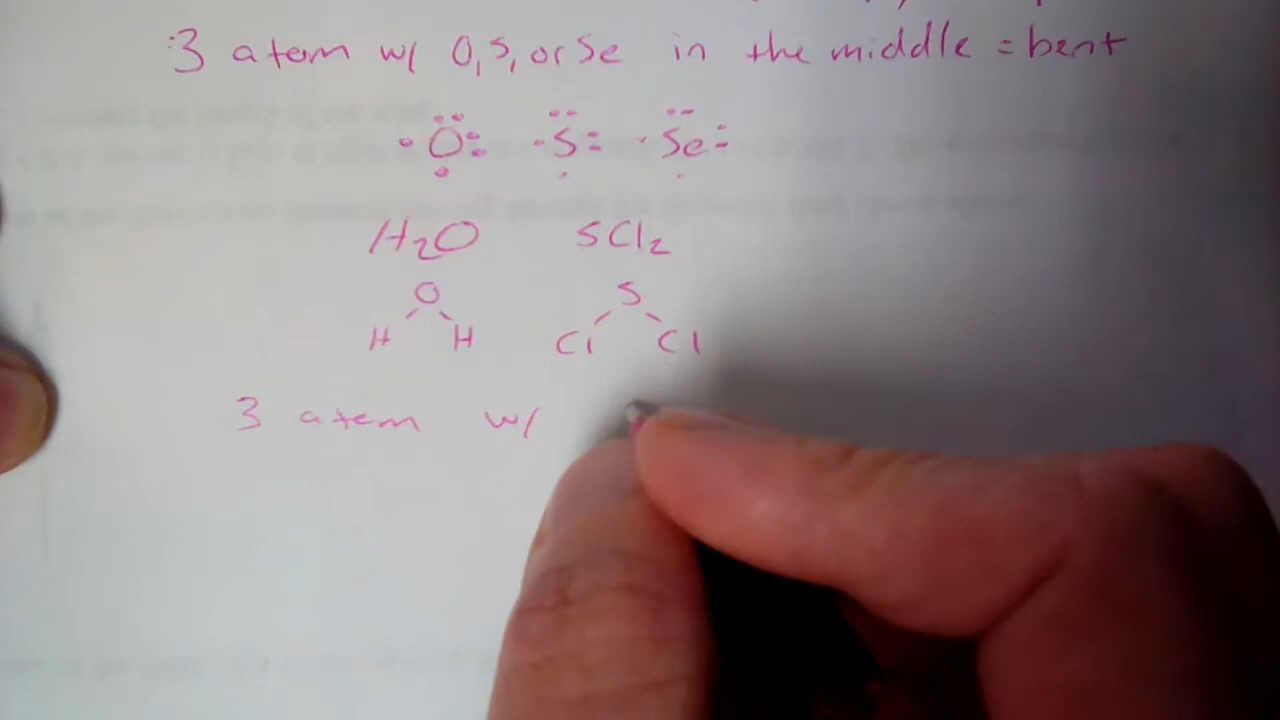 3 atom w/ O, S, or Se in the middle = bent
O S Se
H₂O SCl₂
O S
H H Cl Cl
3 atom w/